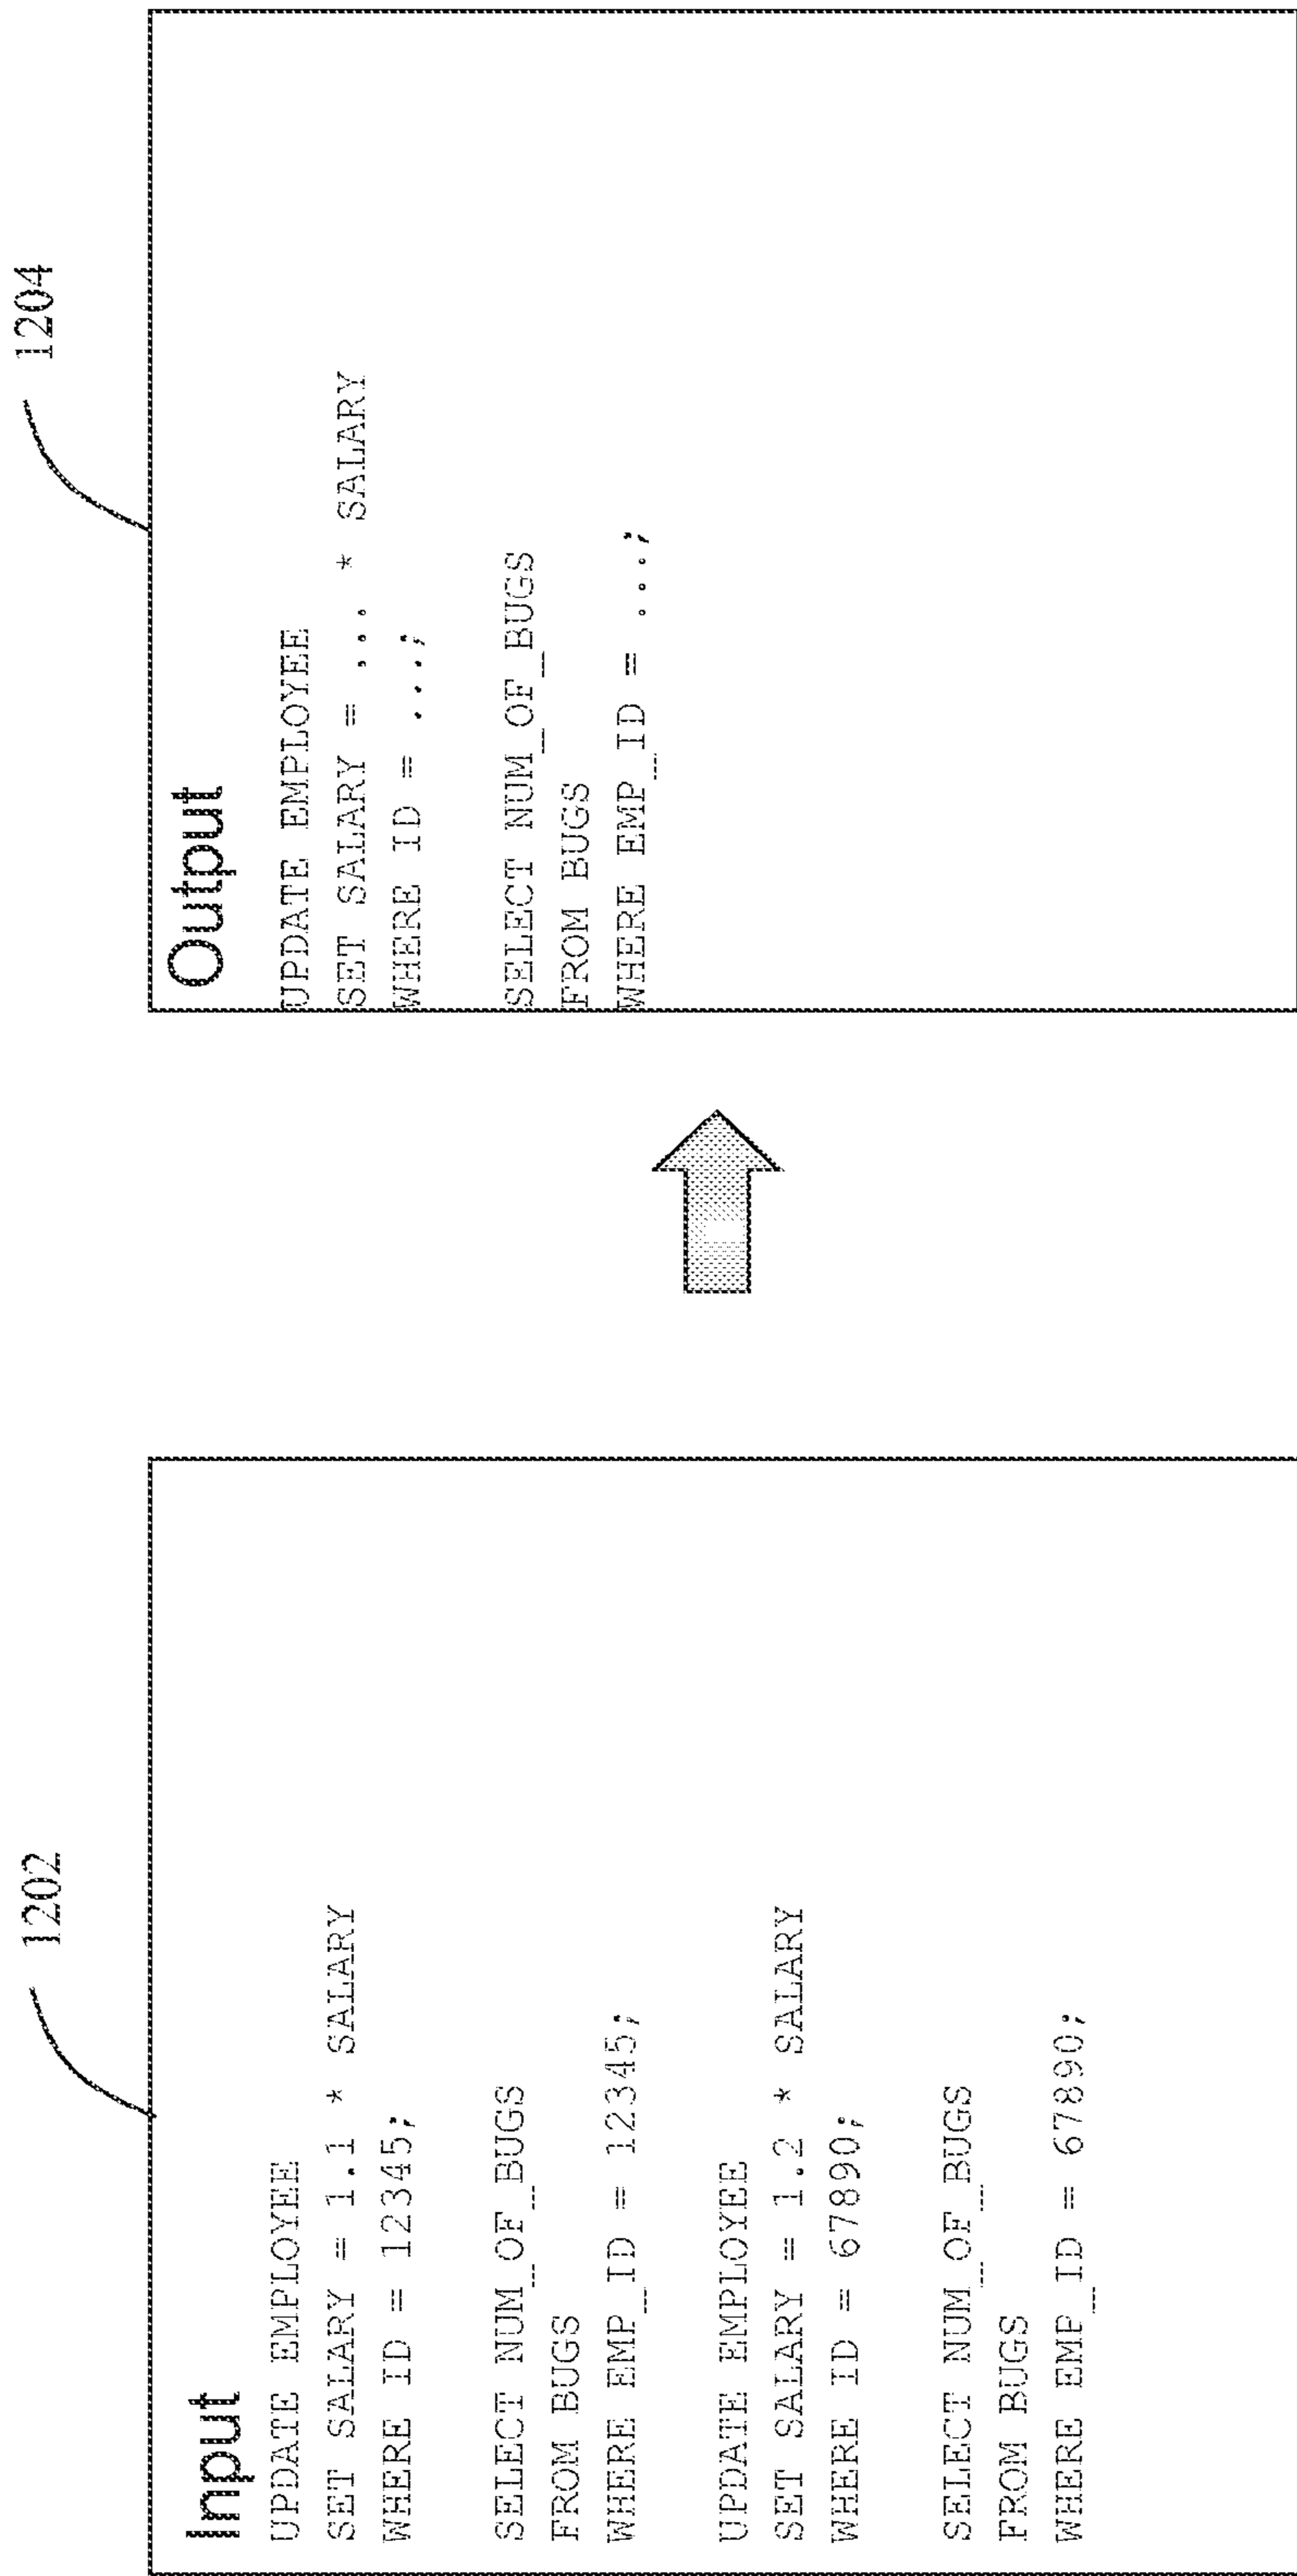 1202
Input
UPDATE EMPLOYEE
SET SALARY = 1.1 * SALARY
WHERE ID = 12345;
SELECT NUM_OF_BUGS
FROM BUGS
WHERE EMP_ID = 12345;
UPDATE EMPLOYEE
SET SALARY = 1.2 * SALARY
WHERE ID = 67890;
SELECT NUM_OF_BUGS
FROM BUGS
WHERE EMP_ID = 67890;
1204
Output
UPDATE EMPLOYEE
SET SALARY = ... * SALARY
WHERE ID = ...;
SELECT NUM_OF_BUGS
FROM BUGS
WHERE EMP_ID = ...;